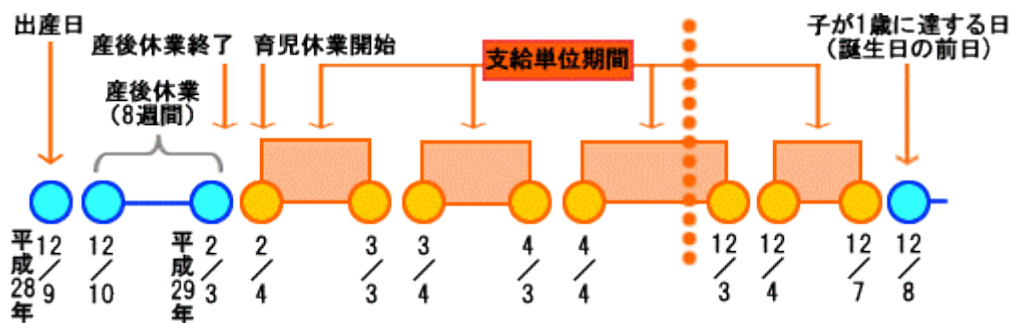 出産日
産後休業終了
育児休業開始
支給単位期間
子が1歳に達する日
(誕生日の前日)
産後休業
(8週間)
平成28年
12/9
12/10
平成29年
2/3
2/4
3/3
3/4
4/3
4/4
12/3
12/4
12/7
12/8